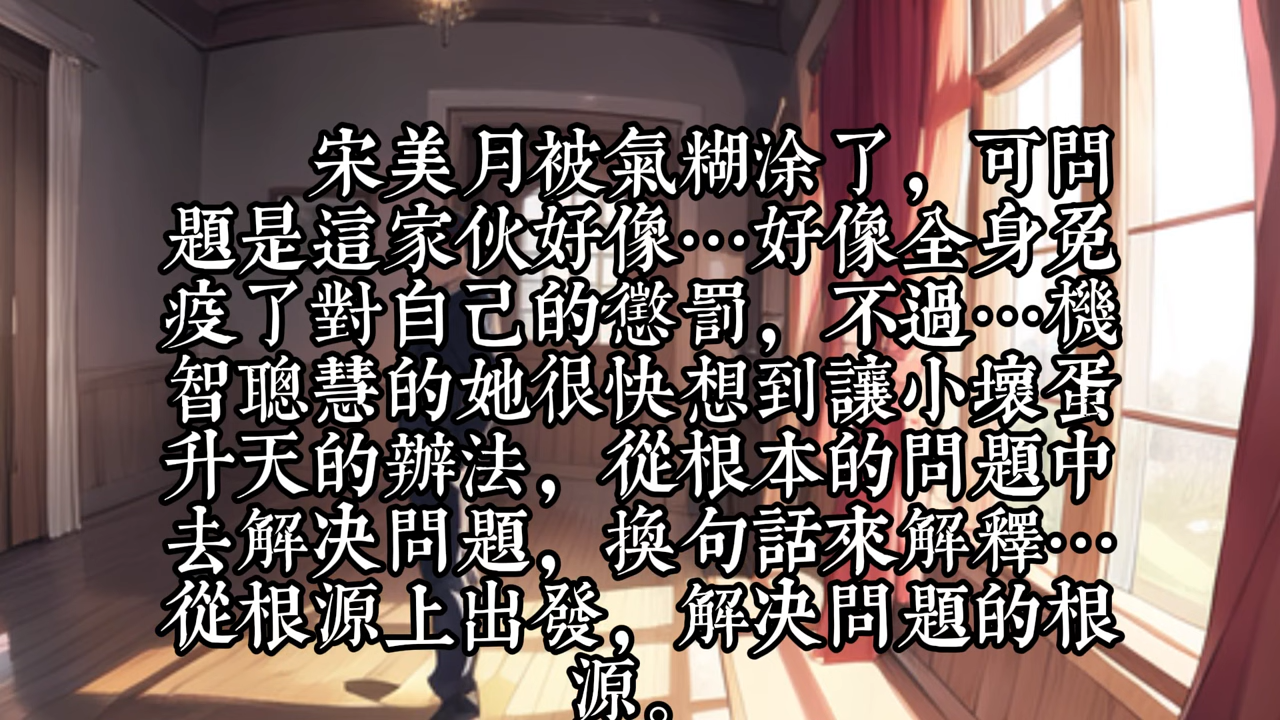 宋美月被氣糊涂了，可問
題是這家伙好像…好像全身免
疫了對自己的懲罰，不過…機
智聰慧的她很快想到讓小壞蛋
升天的辦法，從根本的問題中
去解决問題，換句話來解釋…
從根源上出發，解决問題的根
源。